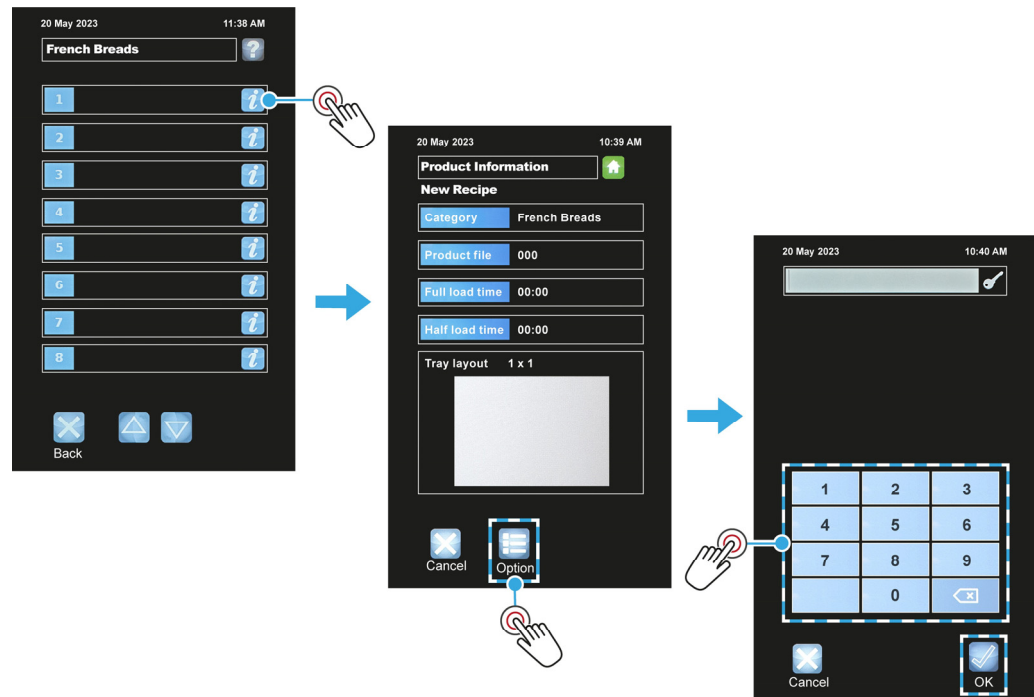 20 May 2023 11:38 AM
French Breads ?
1 i
2 i
3 i
4 i
5 i
6 i
7 i
8 i
Back
20 May 2023 10:39 AM
Product Information
New Recipe
Category French Breads
Product file 000
Full load time 00:00
Half load time 00:00
Tray layout 1 x 1
Cancel Option
20 May 2023 10:40 AM
1 2 3
4 5 6
7 8 9
0
Cancel OK